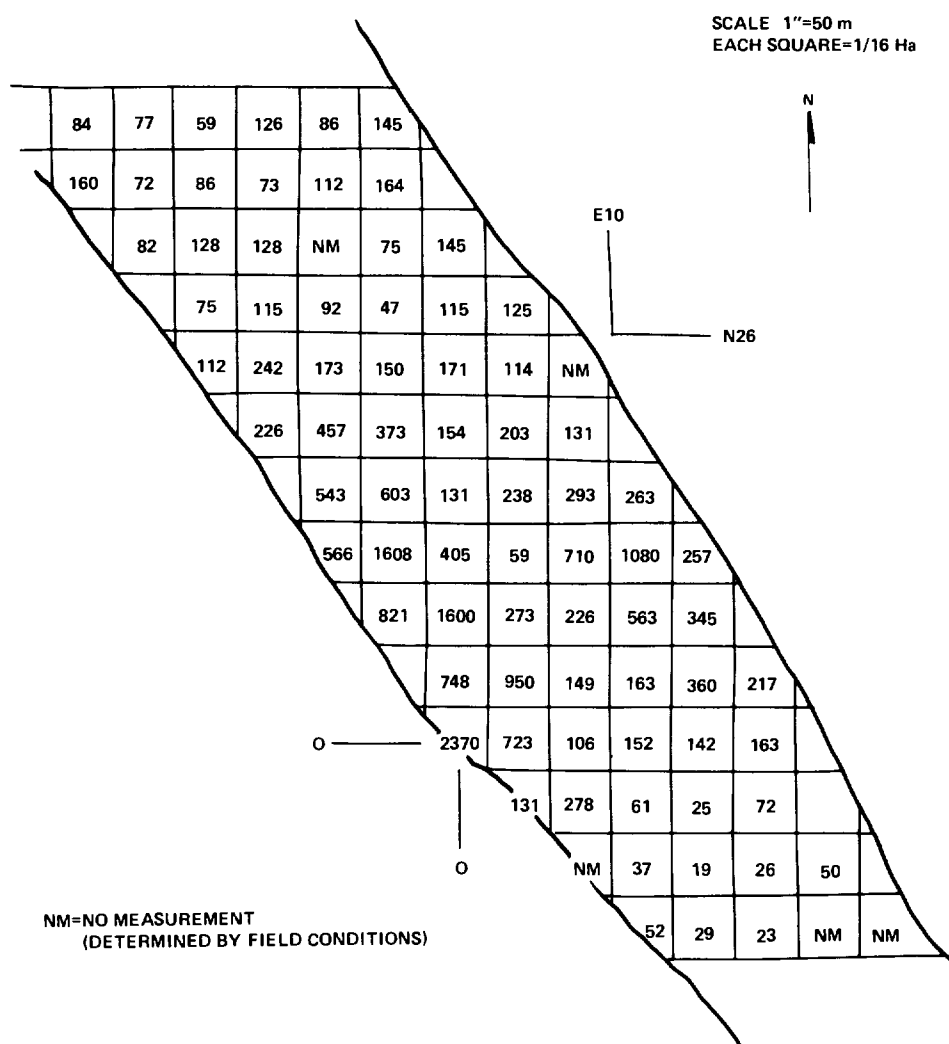 SCALE 1"=50 m
EACH SQUARE=1/16 Ha
N
84 77 59 126 86 145
160 72 86 73 112 164
E10
82 128 128 NM 75 145
75 115 92 47 115 125
N26
112 242 173 150 171 114 NM
226 457 373 154 203 131
543 603 131 238 293 263
566 1608 405 59 710 1080 257
821 1600 273 226 563 345
748 950 149 163 360 217
O 2370 723 106 152 142 163
131 278 61 25 72
O
NM 37 19 26 50
NM=NO MEASUREMENT
(DETERMINED BY FIELD CONDITIONS)
52 29 23 NM NM